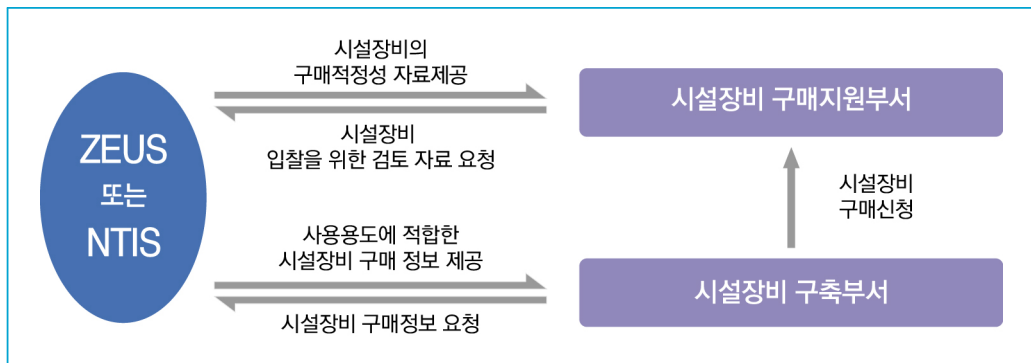 시설장비의
구매적정성 자료제공
시설장비
입찰을 위한 검토 자료 요청
ZEUS
또는
NTIS
사용용도에 적합한
시설장비 구매 정보 제공
시설장비 구매정보 요청
시설장비 구매지원부서
시설장비
구매신청
시설장비 구축부서